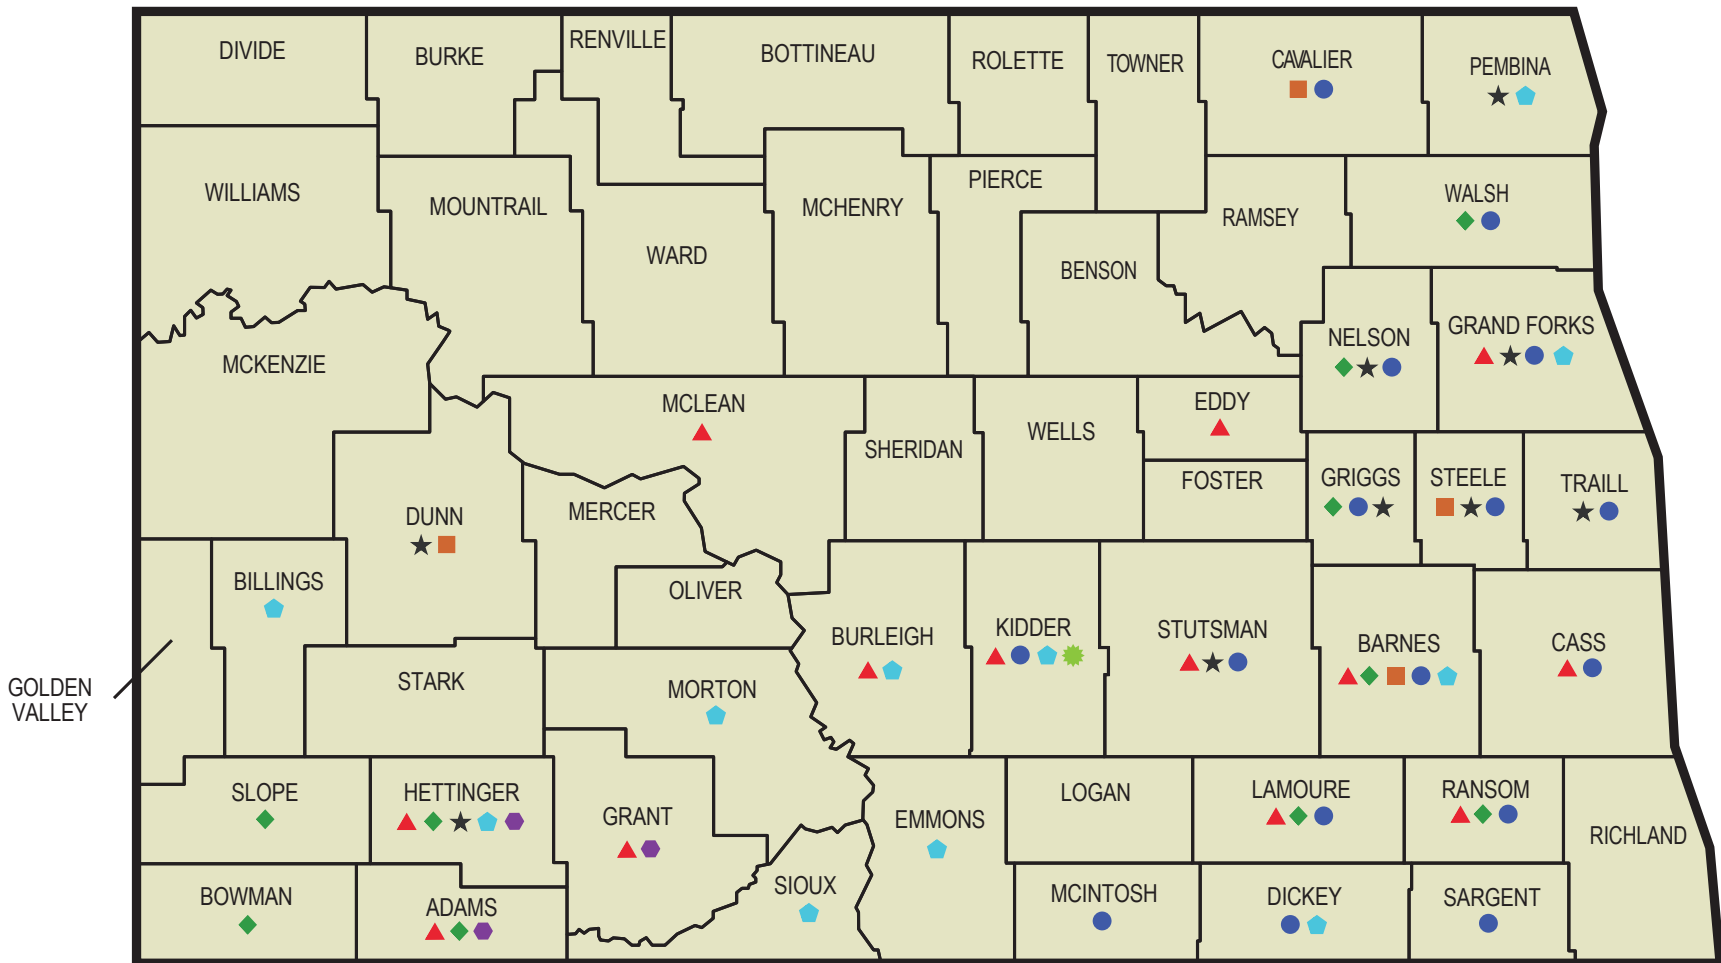 DIVIDE
BURKE
RENVILLE
BOTTINEAU
ROLETTE
TOWNER
CAVALIER
PEMBINA
WILLIAMS
MOUNTRAIL
WARD
MCHENRY
PIERCE
BENSON
RAMSEY
WALSH
MCKENZIE
NELSON
GRAND FORKS
MCLEAN
SHERIDAN
WELLS
EDDY
FOSTER
GRIGGS
STEELE
TRAILL
DUNN
MERCER
OLIVER
BILLINGS
GOLDEN
VALLEY
STARK
MORTON
BURLEIGH
KIDDER
STUTSMAN
BARNES
CASS
SLOPE
HETTINGER
GRANT
EMMONS
LOGAN
LAMOURE
RANSOM
RICHLAND
BOWMAN
ADAMS
SIOUX
MCINTOSH
DICKEY
SARGENT